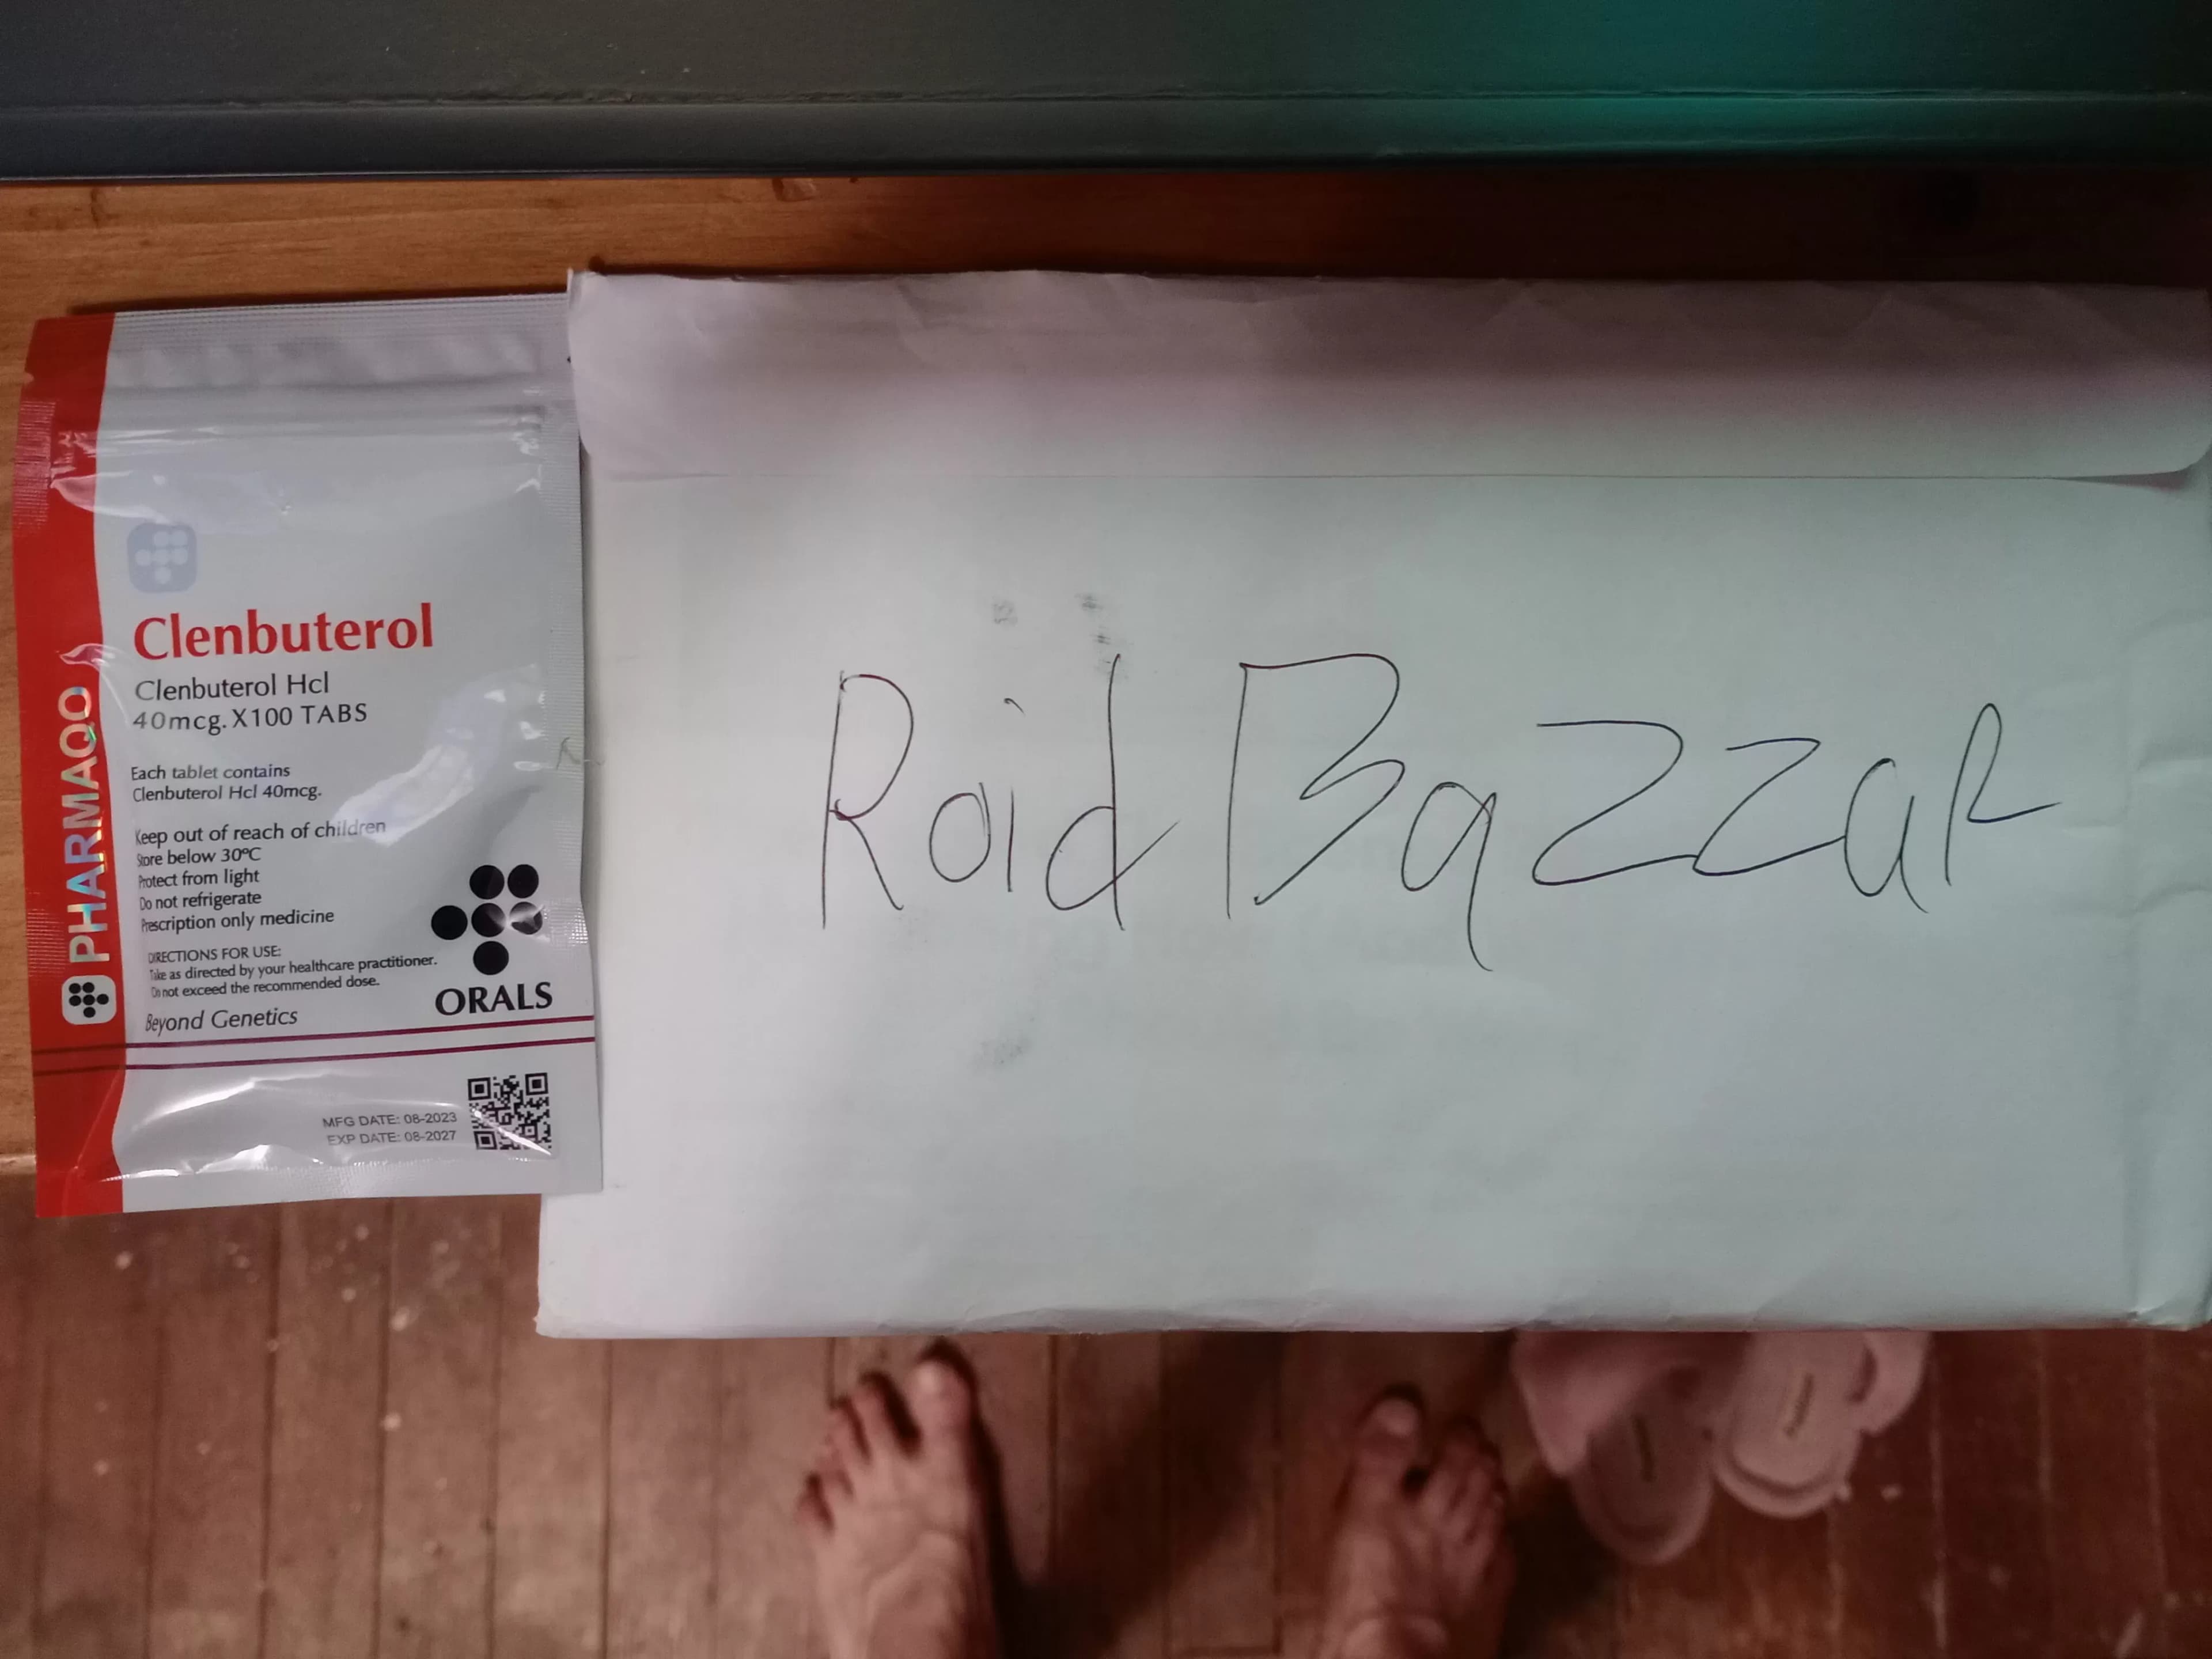 PHARMAQO
Clenbuterol
Clenbuterol Hcl
40mcg. X100 TABS
Each tablet contains
Clenbuterol Hcl 40mcg.
Keep out of reach of children
Store below 30ºC
Protect from light
Do not refrigerate
Prescription only medicine
DIRECTIONS FOR USE:
Take as directed by your healthcare practitioner.
Do not exceed the recommended dose.
ORALS
Beyond Genetics
MFG DATE: 08-2023
EXP DATE: 08-2027
Roid Bazzar